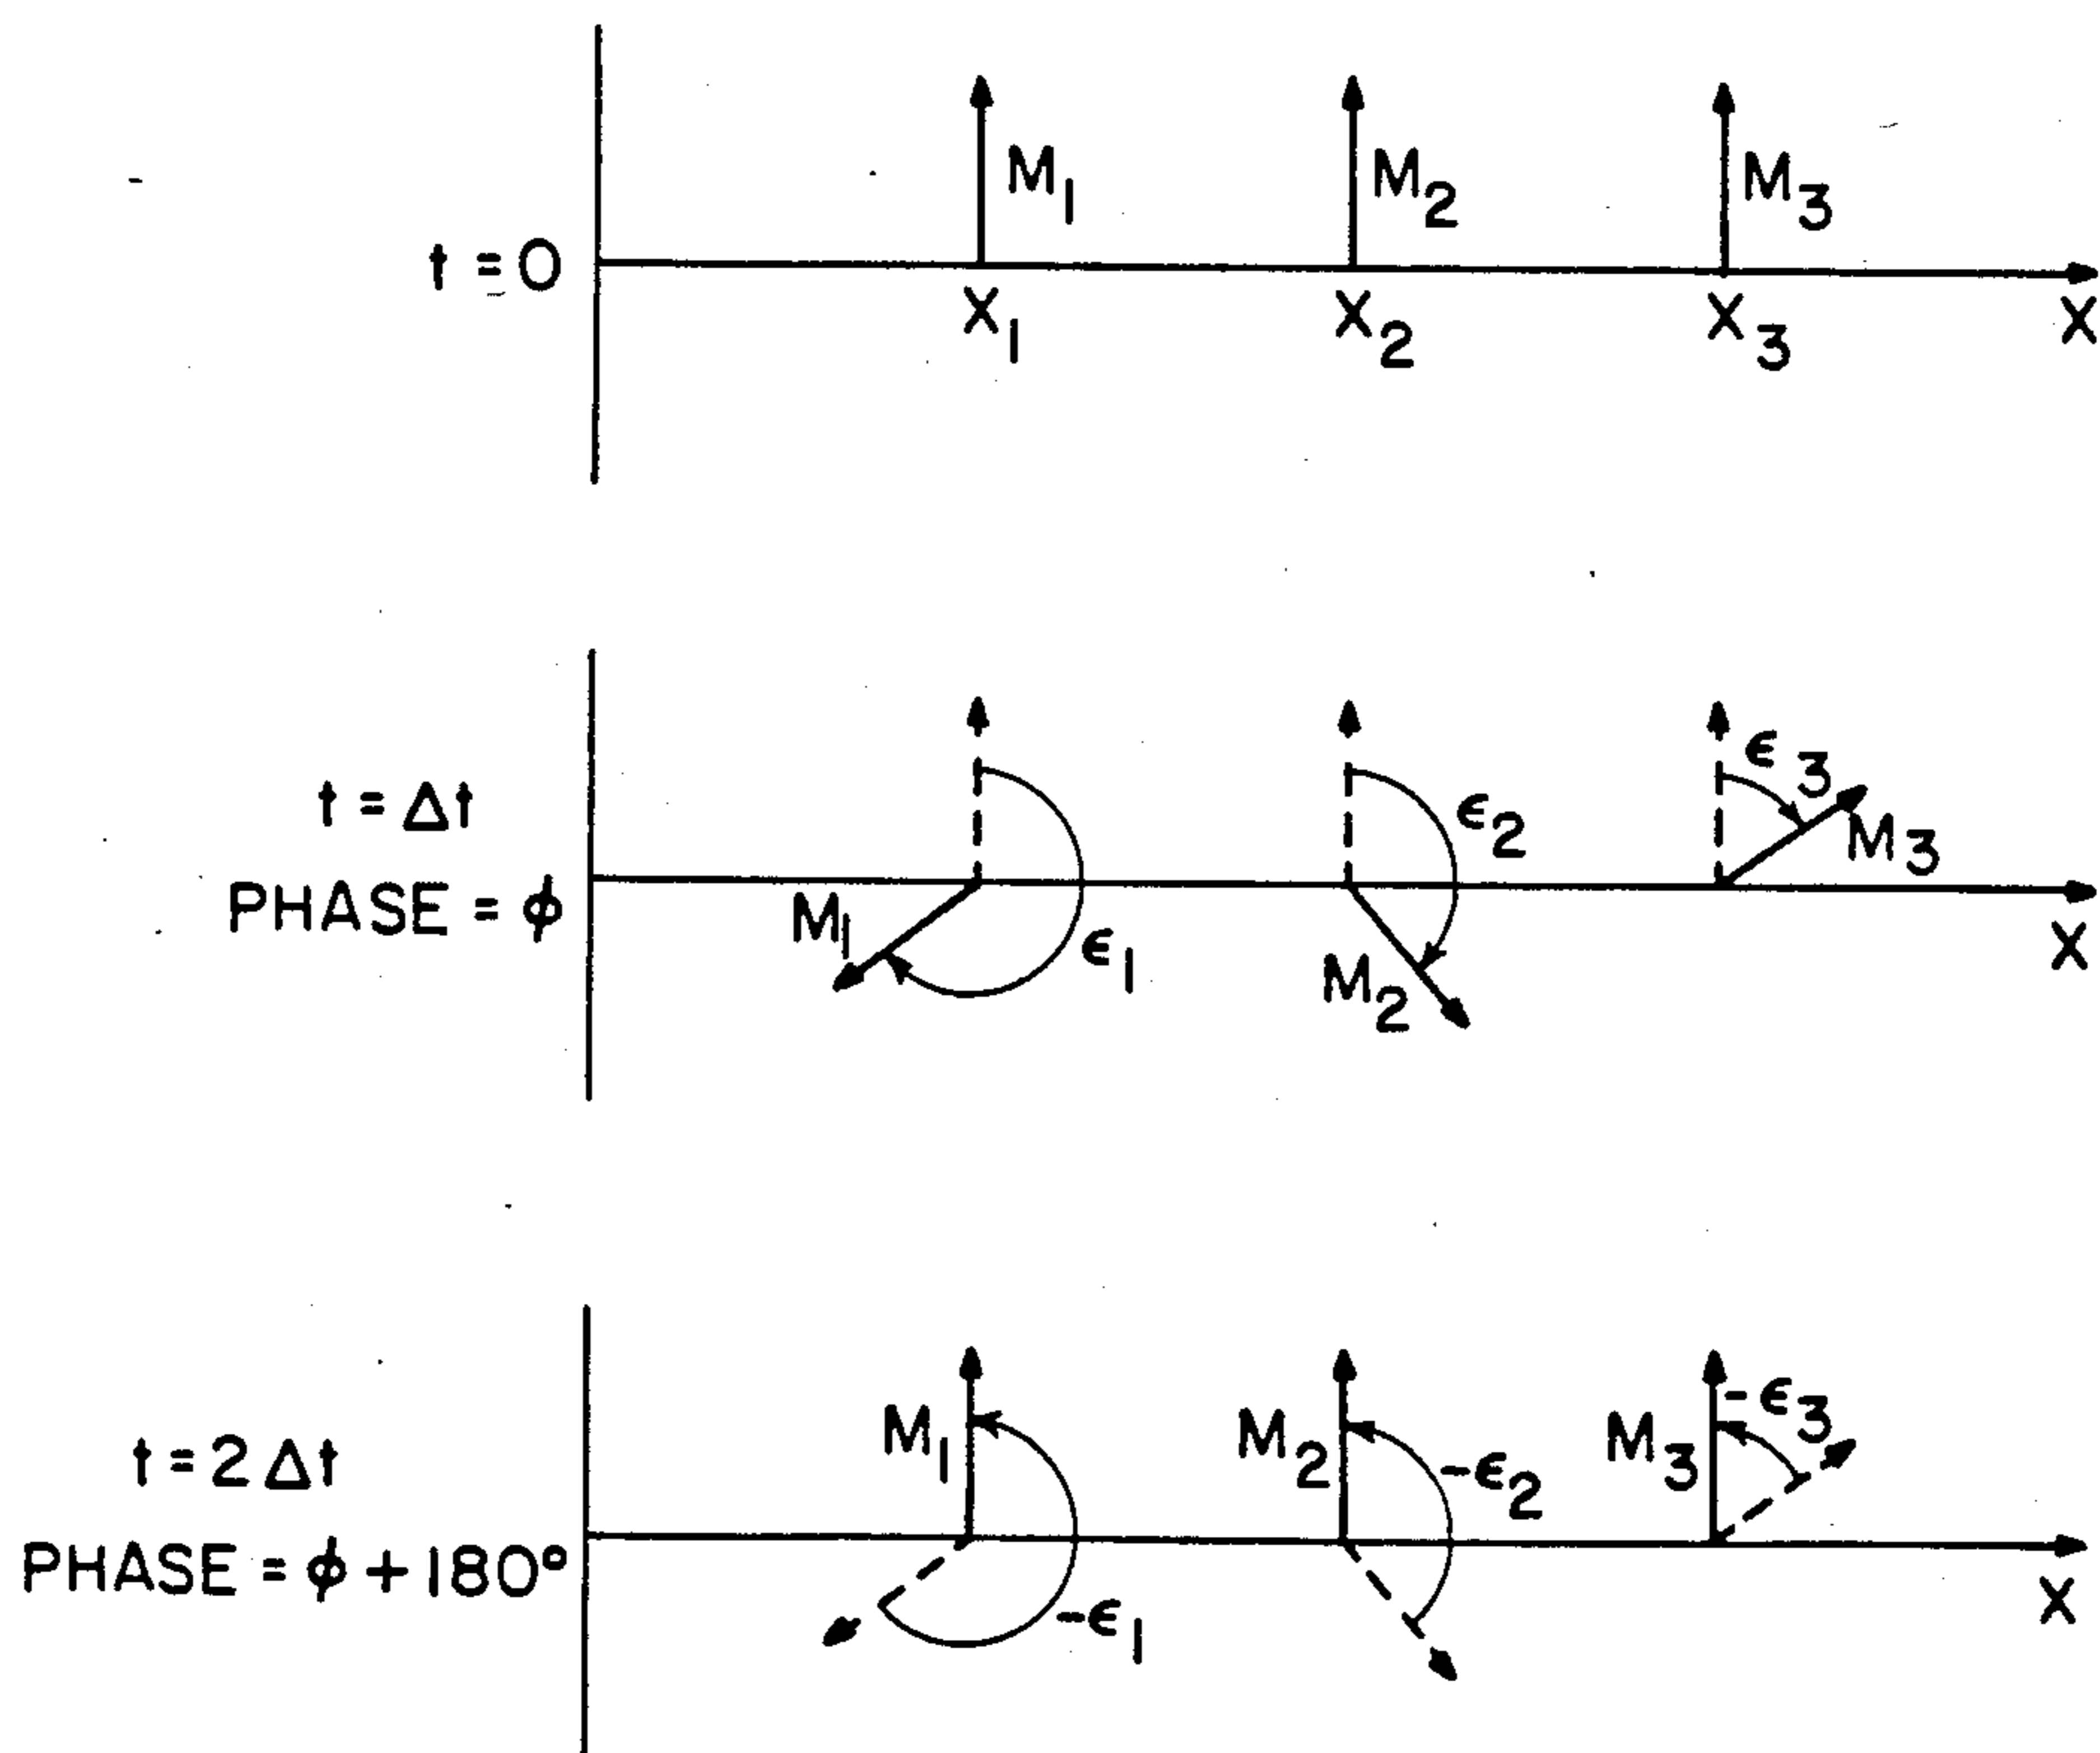 M₁ M₂ M₃
t = 0
X₁ X₂ X₃ X
t = Δt
PHASE = ϕ
M₁ ϵ₁ M₂ ϵ₂ ϵ₃ M₃
X
t = 2Δt
PHASE = ϕ + 180°
M₁ -ϵ₁ M₂ -ϵ₂ M₃ -ϵ₃
X